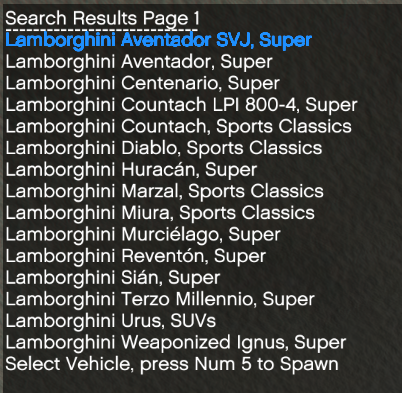 Search Results Page 1
Lamborghini Aventador SVJ, Super
Lamborghini Aventador, Super
Lamborghini Centenario, Super
Lamborghini Countach LPI 800-4, Super
Lamborghini Countach, Sports Classics
Lamborghini Diablo, Sports Classics
Lamborghini Huracán, Super
Lamborghini Marzal, Sports Classics
Lamborghini Miura, Sports Classics
Lamborghini Murciélago, Super
Lamborghini Reventón, Super
Lamborghini Sián, Super
Lamborghini Terzo Millennio, Super
Lamborghini Urus, SUVs
Lamborghini Weaponized Ignus, Super
Select Vehicle, press Num 5 to Spawn